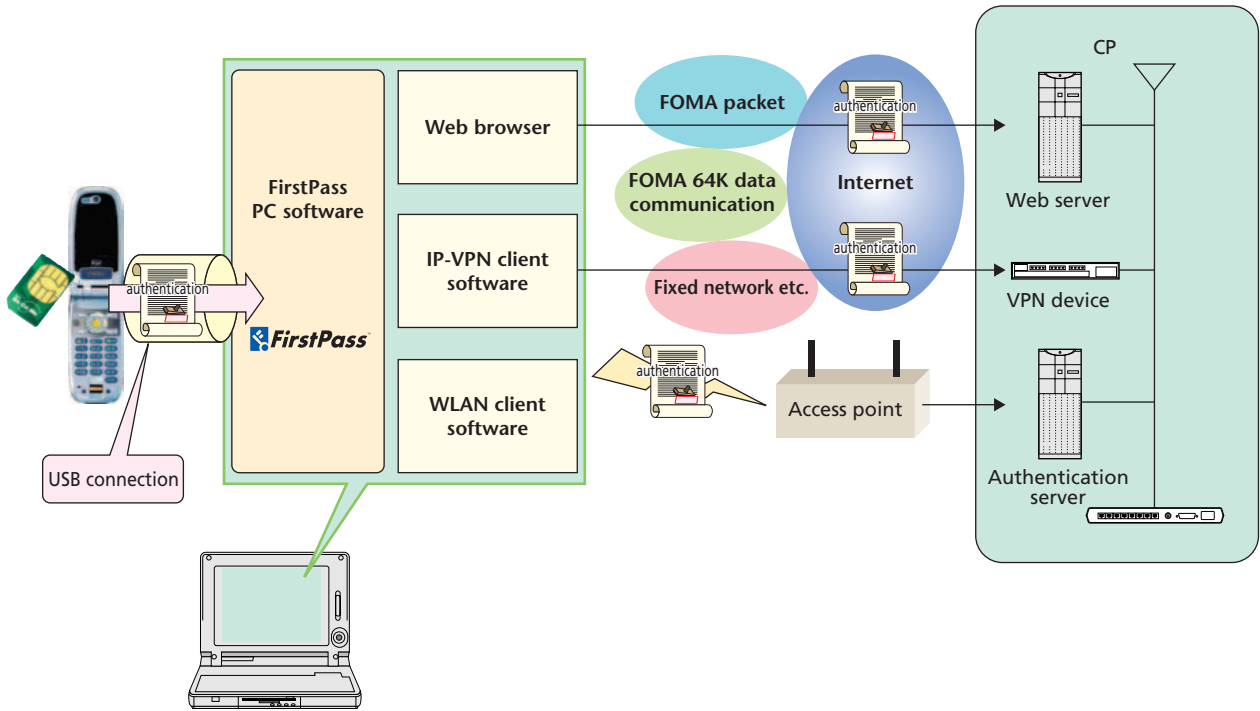 CP
FOMA packet
authentication
Web browser
FirstPass
PC software
FOMA 64K data
communication
Internet
Web server
authentication
IP-VPN client
software
Fixed network etc.
VPN device
authentication
FirstPass™
authentication
WLAN client
software
Access point
USB connection
Authentication
server